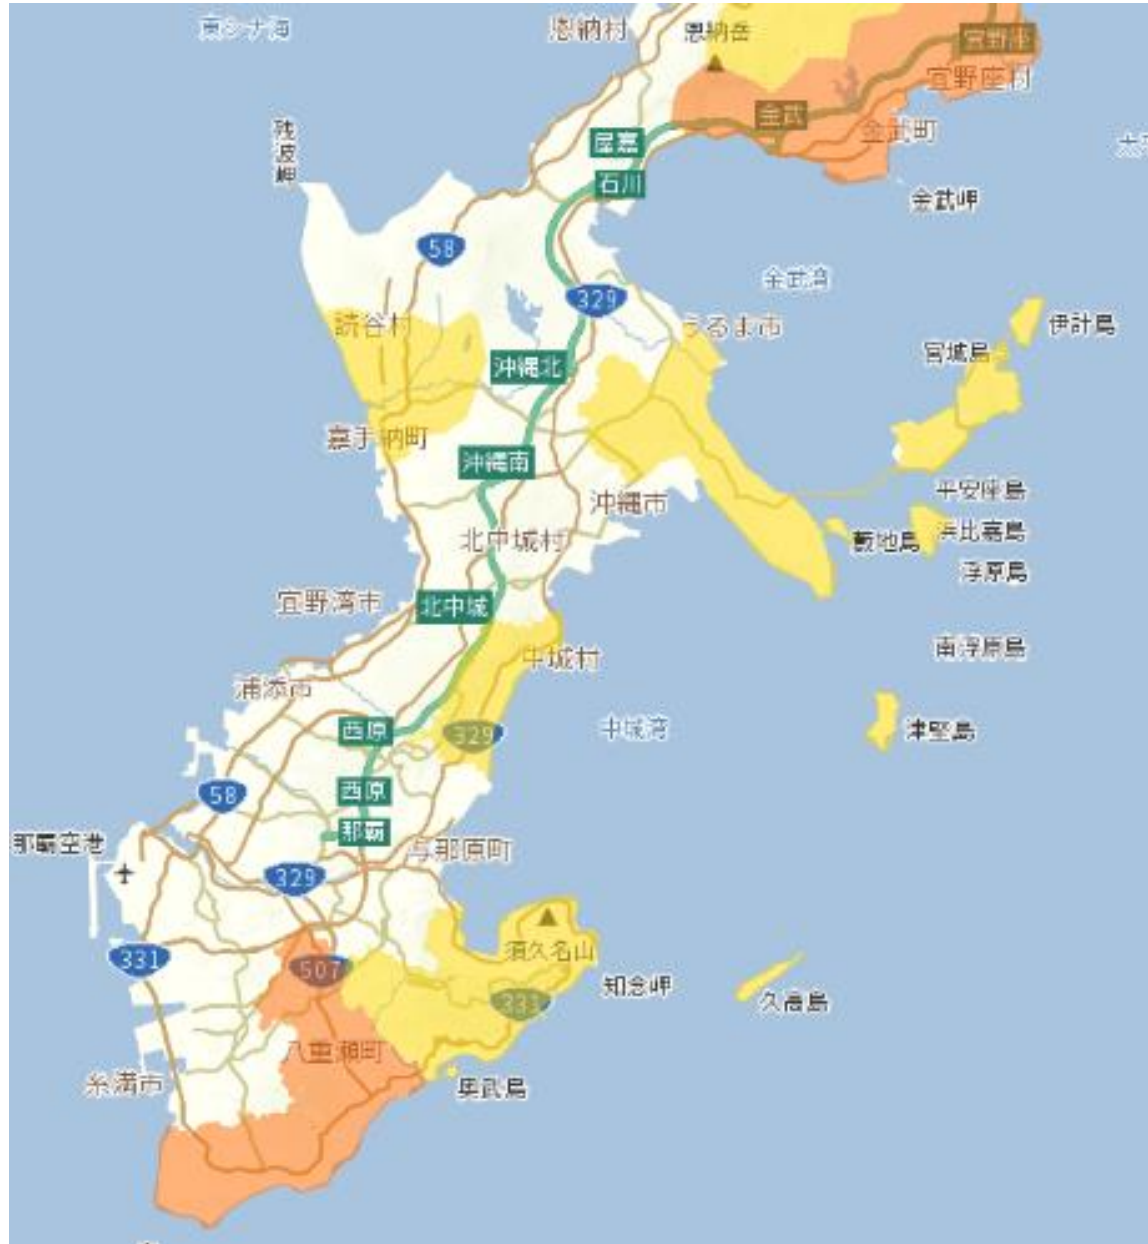 東シナ海
恩納村
恩納岳
宜野座
宜野座村
金武
金武町
残波岬
屋嘉
石川
金武岬
58
金武湾
329
読谷村
うるま市
伊計島
宮城島
沖縄北
嘉手納町
沖縄南
沖縄市
平安座島
北中城村
藪地島
浜比嘉島
浮原島
宜野湾市
北中城
南浮原島
中城村
浦添市
西原
329
中城湾
津堅島
58
西原
那覇空港
那覇
与那原町
329
須久名山
331
507
331
知念岬
久高島
八重瀬町
糸満市
奥武島